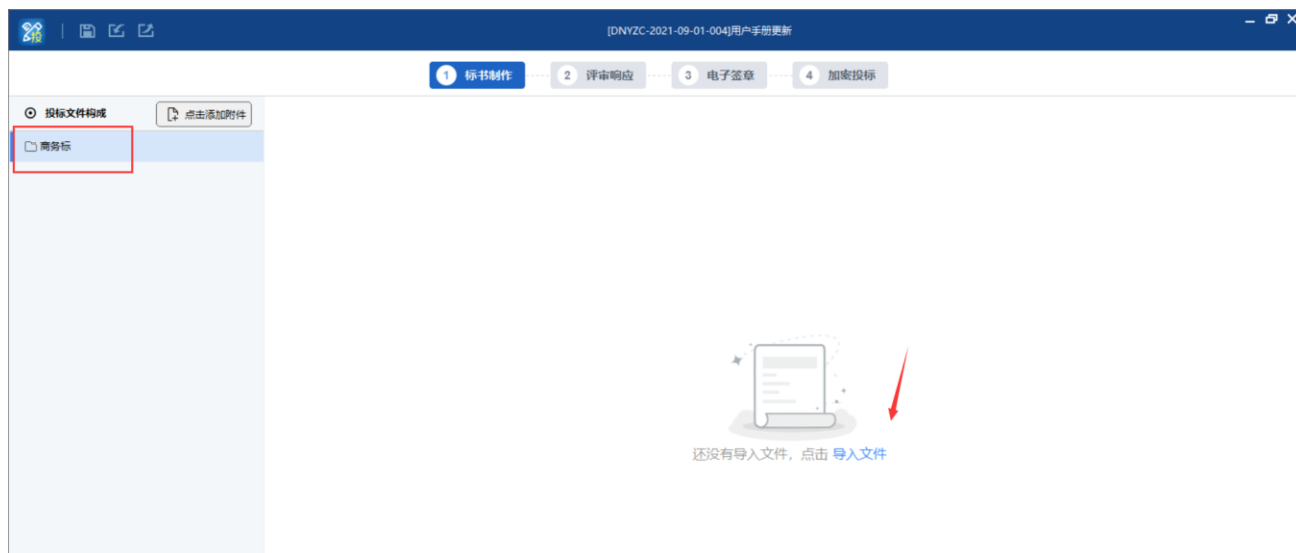 投
[DNYZC-2021-09-01-004]用户手册更新
1 标书制作 2 评审响应 3 电子签章 4 加密投标
投标文件构成 点击添加附件
商务标
还没有导入文件，点击 导入文件